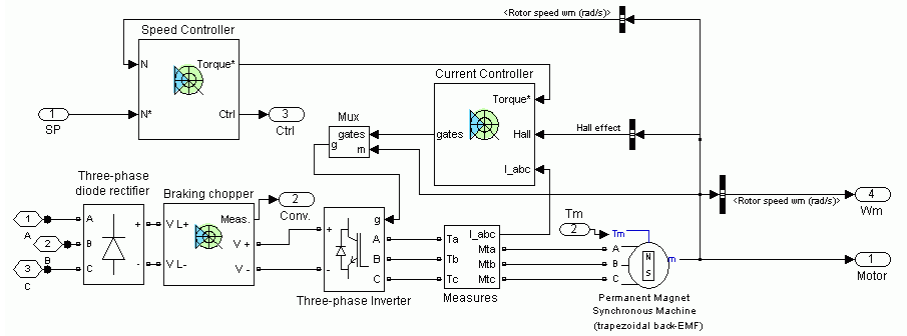 <Rotor speed wm (rad/s)>
Speed Controller
N
Torque*
N*
Ctrl
1
SP
3
Ctrl
Current Controller
Torque*
gates
Hall
I_abc
Hall effect
Mux
gates
g
m
Three-phase
diode rectifier
A
B
C
+
-
1
A
2
B
3
C
Braking chopper
V L+
V L-
Meas.
V +
V -
2
Conv.
g
+
-
A
B
C
Three-phase Inverter
I_abc
Ta
Tb
Tc
Mta
Mtb
Mtc
Measures
Tm
2
Tm
A
B
C
N
S
m
Permanent Magnet
Synchronous Machine
(trapezoidal back-EMF)
<Rotor speed wm (rad/s)>
4
Wm
1
Motor